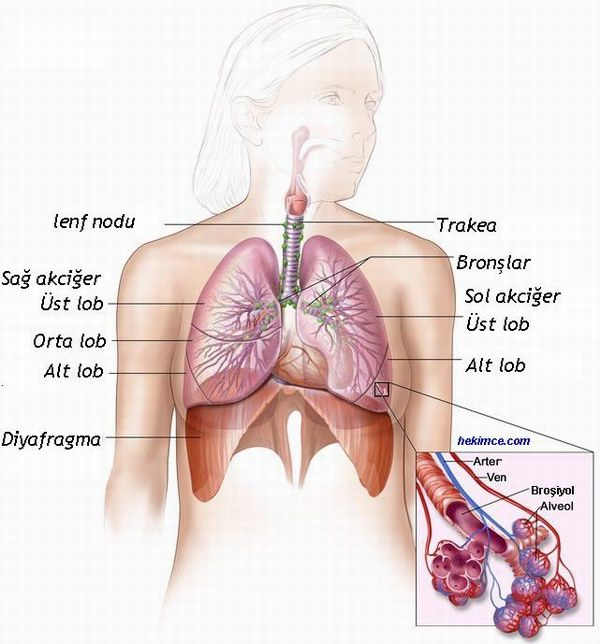 lenf nodu
Trakea
Bronşlar
Sağ akciğer
Üst lob
Orta lob
Alt lob
Diyafragma
Sol akciğer
Üst lob
Alt lob
hekimce.com
Arter
Ven
Broşiyol
Alveol